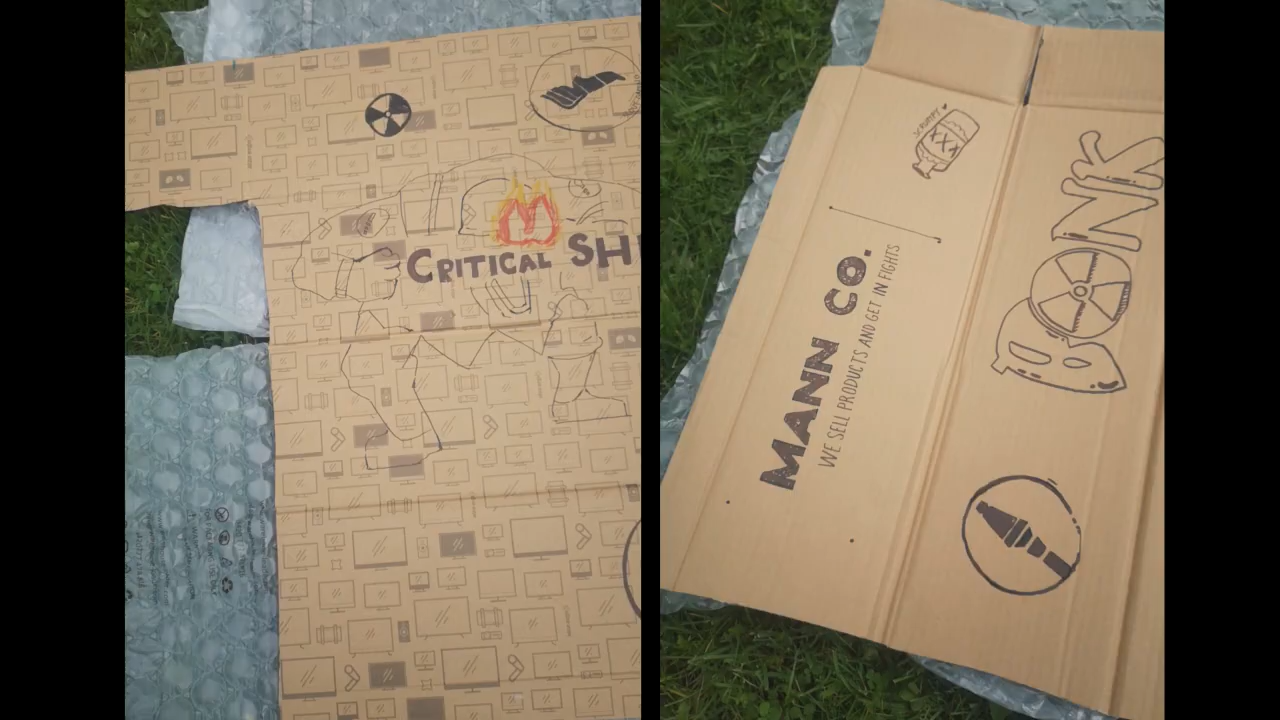 CRITICAL SH
SCRUMPY
XXX
BONK
MANN CO.
WE SELL PRODUCTS AND GET IN FIGHTS